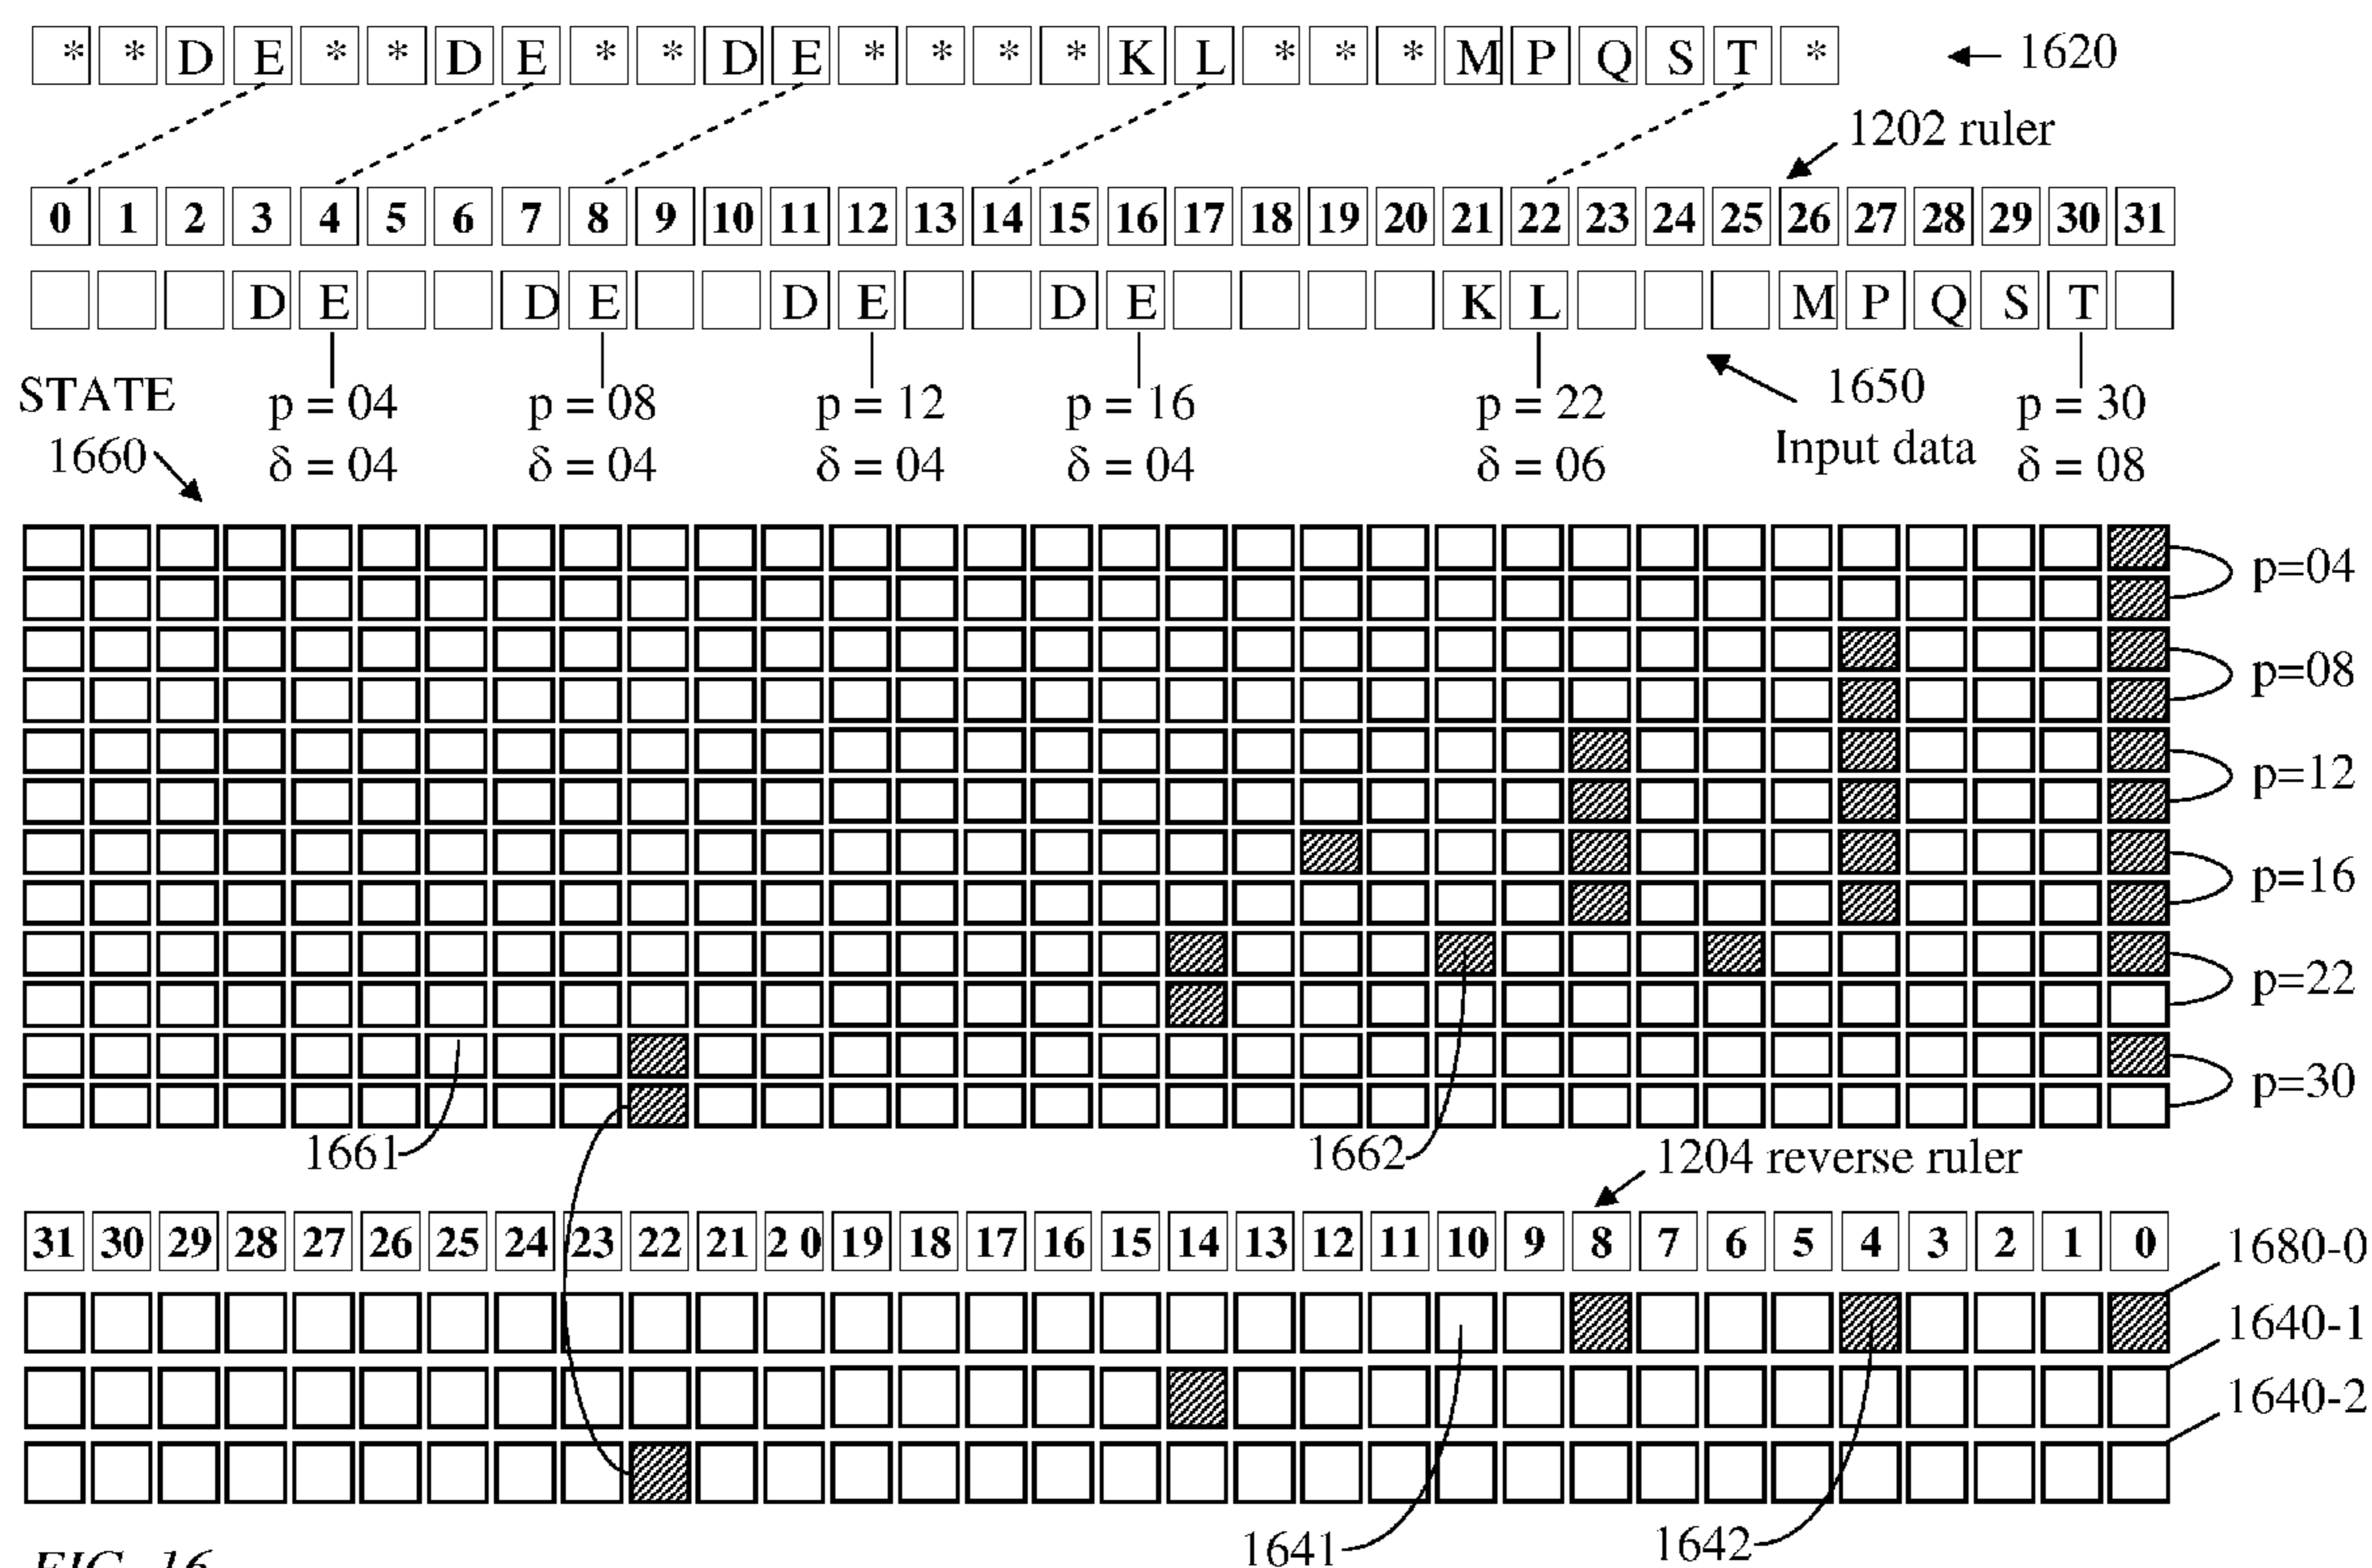 * * D E * * D E * * D E * * * * K L * * * M P Q S T * 1620
1202 ruler
0 1 2 3 4 5 6 7 8 9 10 11 12 13 14 15 16 17 18 19 20 21 22 23 24 25 26 27 28 29 30 31
D E D E D E D E K L M P Q S T
STATE 1660
p = 04 p = 08 p = 12 p = 16 p = 22 1650 p = 30
δ = 04 δ = 04 δ = 04 δ = 04 δ = 06 Input data δ = 08
p=04
p=08
p=12
p=16
p=22
p=30
1661 1662 1204 reverse ruler
31 30 29 28 27 26 25 24 23 22 21 2 0 19 18 17 16 15 14 13 12 11 10 9 8 7 6 5 4 3 2 1 0 1680-0
1640-1
1640-2
1641 1642
FIG. 16